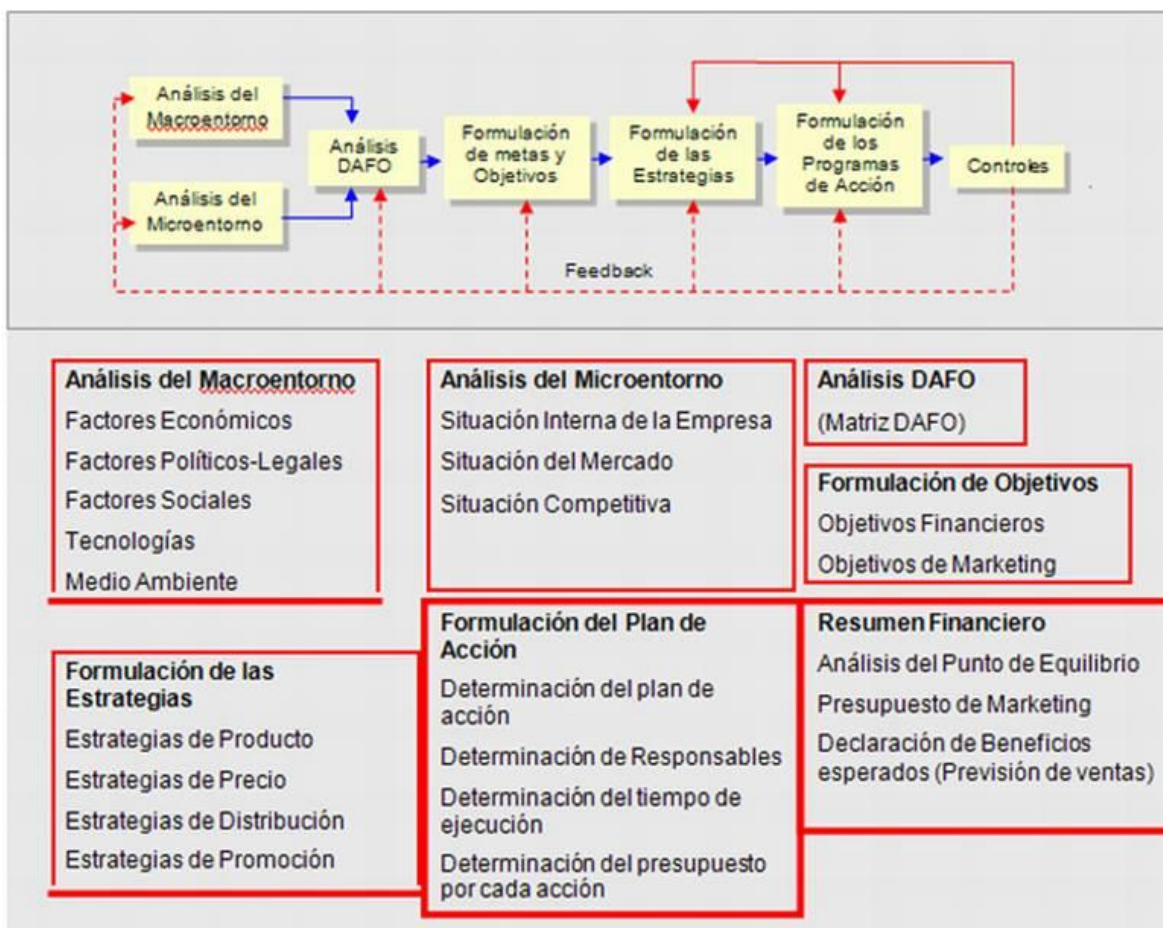 Análisis del
Macroentorno
Análisis del
Microentorno
Análisis
DAFO
Formulación
de metas y
Objetivos
Formulación
de las
Estrategias
Formulación
de los
Programas
de Acción
Controles
Feedback
Análisis del Macroentorno
Factores Económicos
Factores Políticos-Legales
Factores Sociales
Tecnologías
Medio Ambiente
Análisis del Microentorno
Situación Interna de la Empresa
Situación del Mercado
Situación Competitiva
Análisis DAFO
(Matriz DAFO)
Formulación de Objetivos
Objetivos Financieros
Objetivos de Marketing
Formulación de las
Estrategias
Estrategias de Producto
Estrategias de Precio
Estrategias de Distribución
Estrategias de Promoción
Formulación del Plan de
Acción
Determinación del plan de
acción
Determinación de Responsables
Determinación del tiempo de
ejecución
Determinación del presupuesto
por cada acción
Resumen Financiero
Análisis del Punto de Equilibrio
Presupuesto de Marketing
Declaración de Beneficios
esperados (Previsión de ventas)